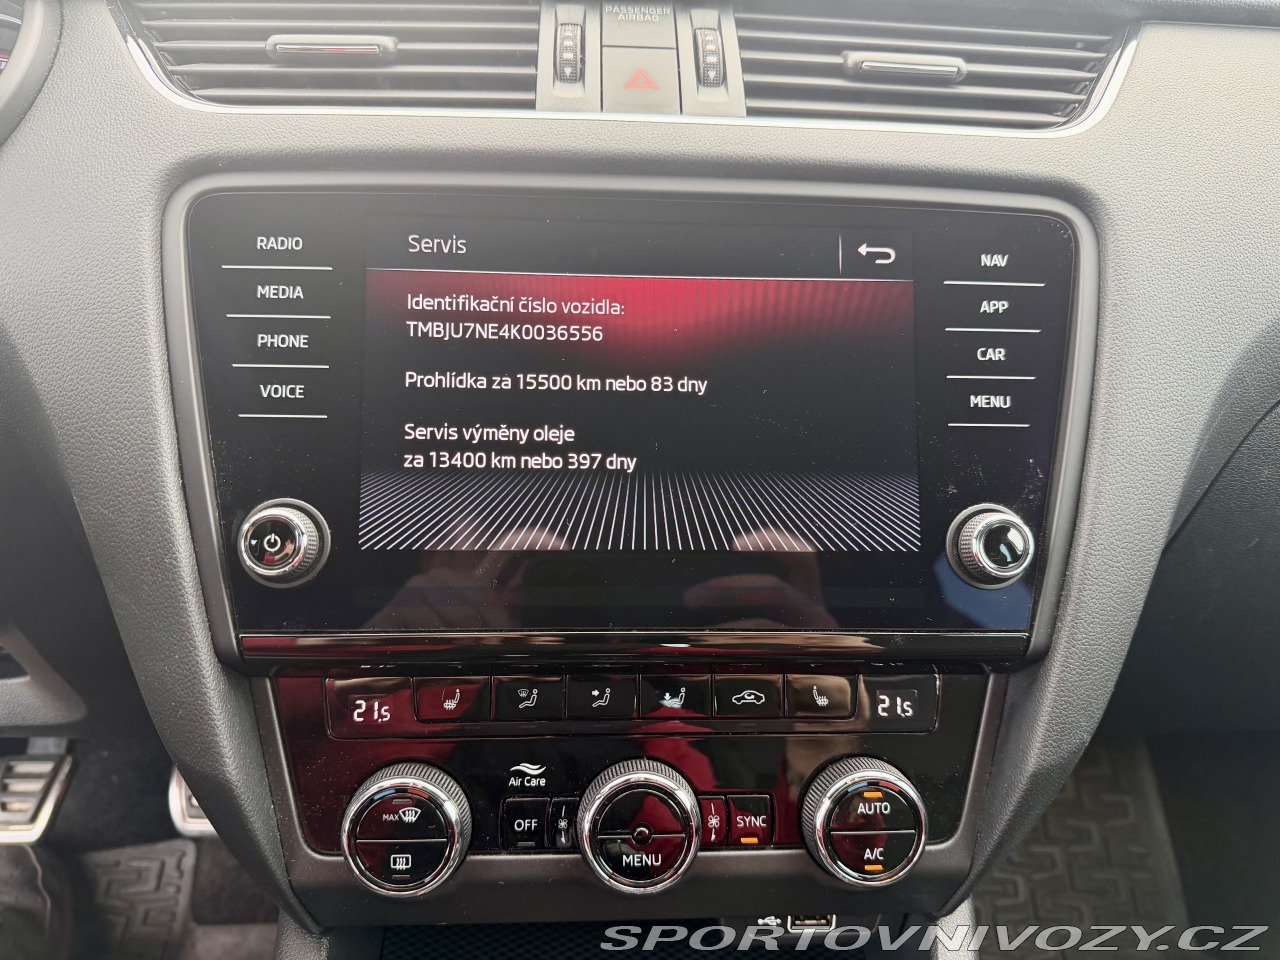 PASSENGER
AIRBAG
RADIO
MEDIA
PHONE
VOICE
Servis
Identifikační číslo vozidla:
TMBJU7NE4K0036556
Prohlídka za 15500 km nebo 83 dny
Servis výměny oleje
za 13400 km nebo 397 dny
NAV
APP
CAR
MENU
21.5
21.5
Air Care
MAX
OFF
MENU
SYNC
AUTO
A/C
SPORTOVNIVOZY.CZ